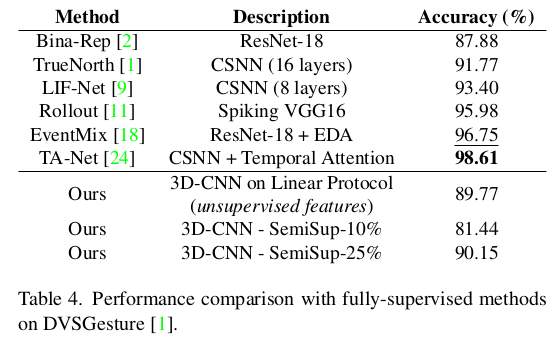 Method Description Accuracy (%)
Bina-Rep [2] ResNet-18 87.88
TrueNorth [1] CSNN (16 layers) 91.77
LIF-Net [9] CSNN (8 layers) 93.40
Rollout [11] Spiking VGG16 95.98
EventMix [18] ResNet-18 + EDA 96.75
TA-Net [24] CSNN + Temporal Attention 98.61
Ours 3D-CNN on Linear Protocol 89.77
(unsupervised features)
Ours 3D-CNN - SemiSup-10% 81.44
Ours 3D-CNN - SemiSup-25% 90.15
Table 4. Performance comparison with fully-supervised methods
on DVSGesture [1].